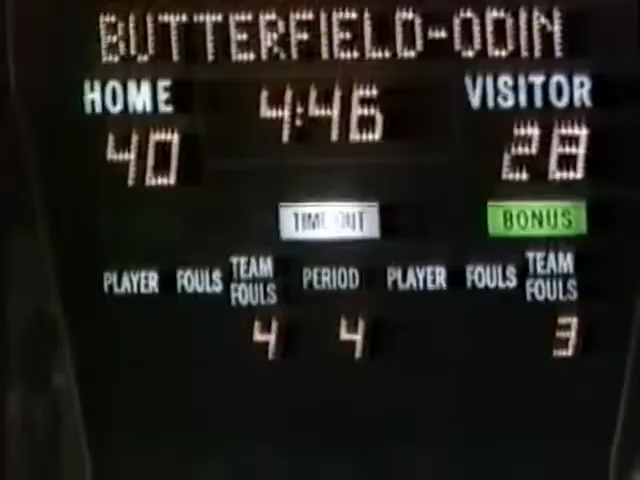 BUTTERFIELD-ODIN
HOME 4:46 VISITOR
40 28
TIME OUT BONUS
PLAYER FOULS TEAM FOULS PERIOD PLAYER FOULS TEAM FOULS
4 4 3